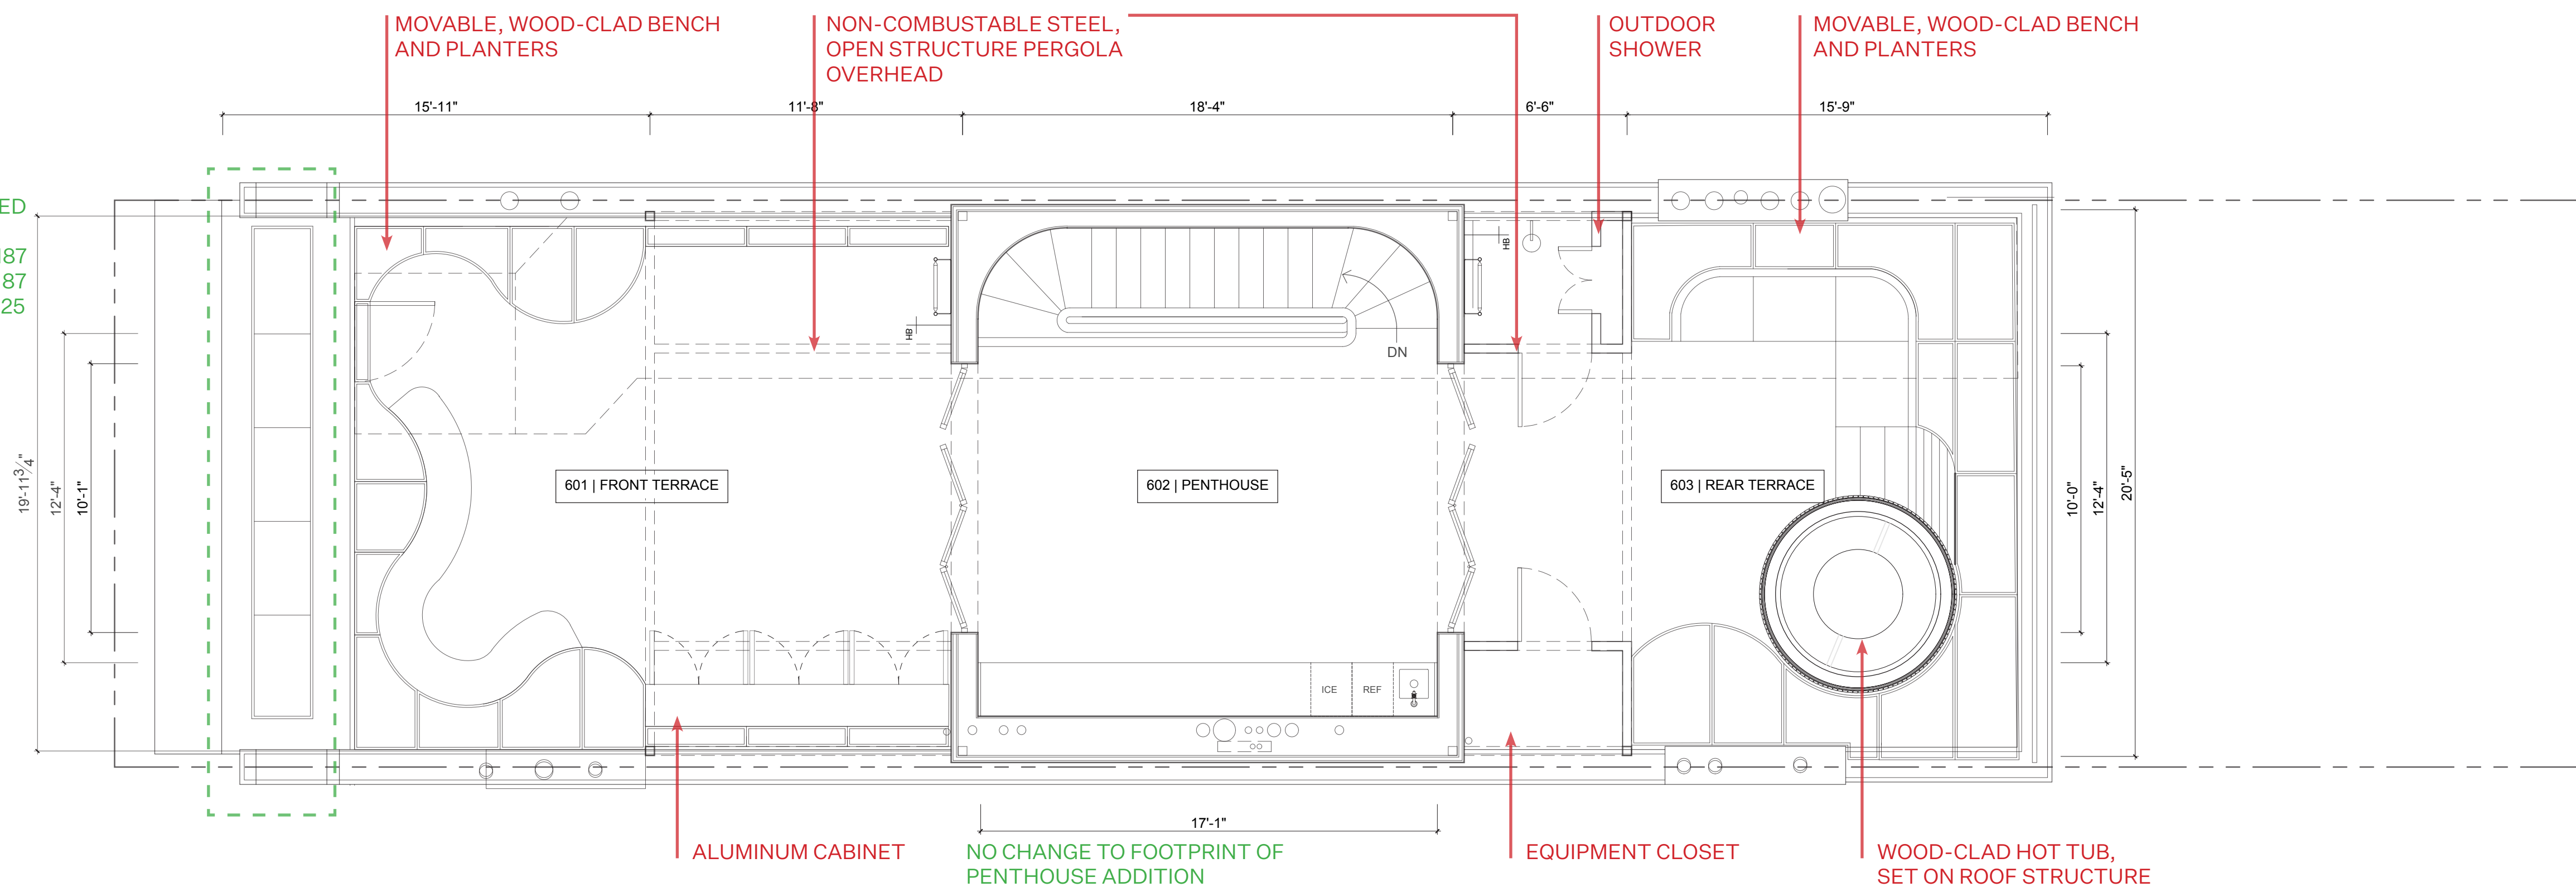 MOVABLE, WOOD-CLAD BENCH
AND PLANTERS
NON-COMBUSTABLE STEEL,
OPEN STRUCTURE PERGOLA
OVERHEAD
OUTDOOR
SHOWER
MOVABLE, WOOD-CLAD BENCH
AND PLANTERS
15'-11"
11'-8"
18'-4"
6'-6"
15'-9"
ED
187
87
25
HB
HB
DN
19'-11 3/4"
12'-4"
10'-1"
601 | FRONT TERRACE
602 | PENTHOUSE
603 | REAR TERRACE
10'-0"
12'-4"
20'-5"
ICE
REF
17'-1"
ALUMINUM CABINET
NO CHANGE TO FOOTPRINT OF
PENTHOUSE ADDITION
EQUIPMENT CLOSET
WOOD-CLAD HOT TUB,
SET ON ROOF STRUCTURE